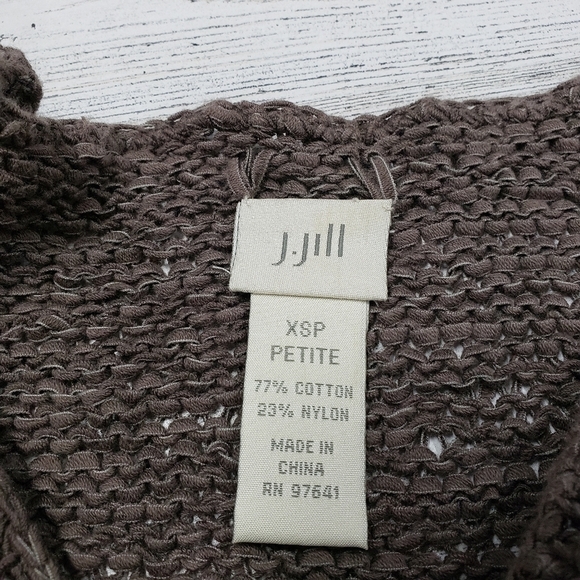 J.Jill
XSP
PETITE
77% COTTON
23% NYLON
MADE IN
CHINA
RN 97641